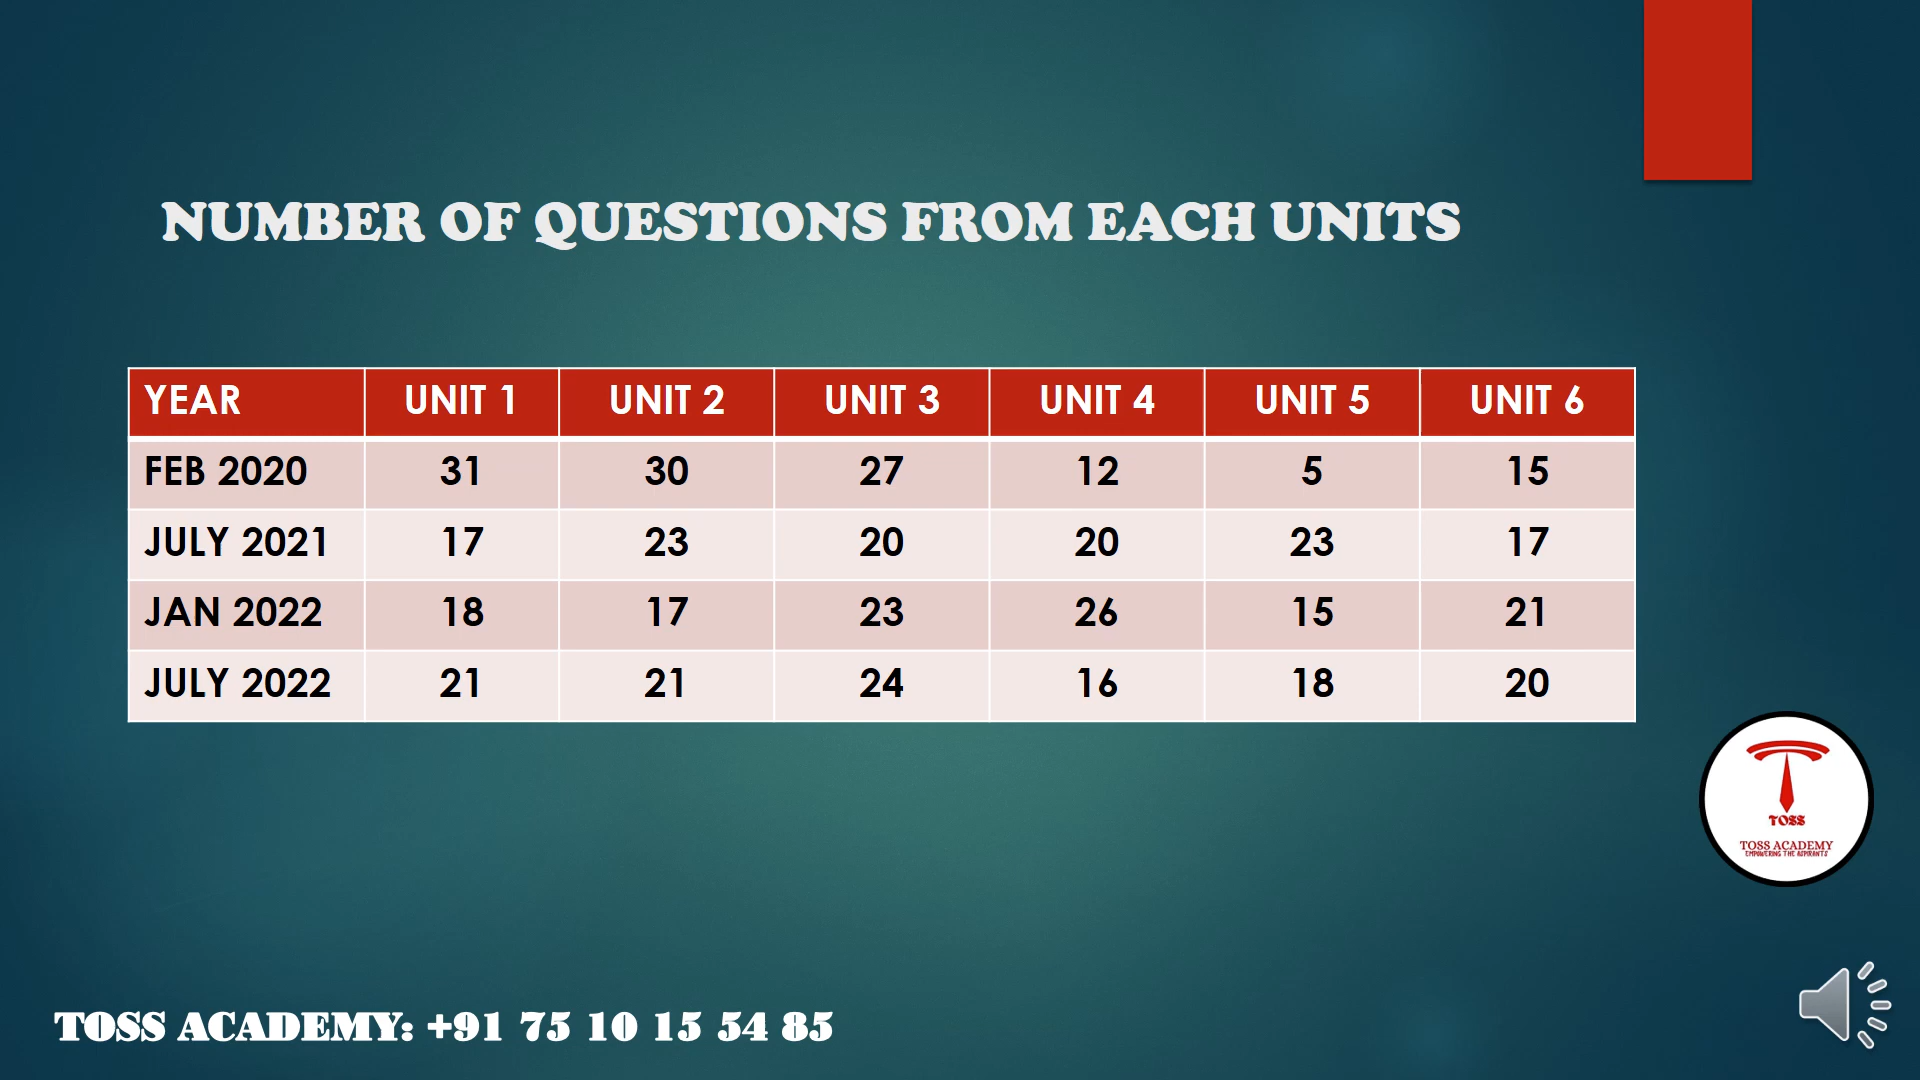 NUMBER OF QUESTIONS FROM EACH UNITS
YEAR UNIT 1 UNIT 2 UNIT 3 UNIT 4 UNIT 5 UNIT 6
FEB 2020 31 30 27 12 5 15
JULY 2021 17 23 20 20 23 17
JAN 2022 18 17 23 26 15 21
JULY 2022 21 21 24 16 18 20
TOSS
TOSS ACADEMY
EMPOWERING THE ASPIRANTS
TOSS ACADEMY: +91 75 10 15 54 85